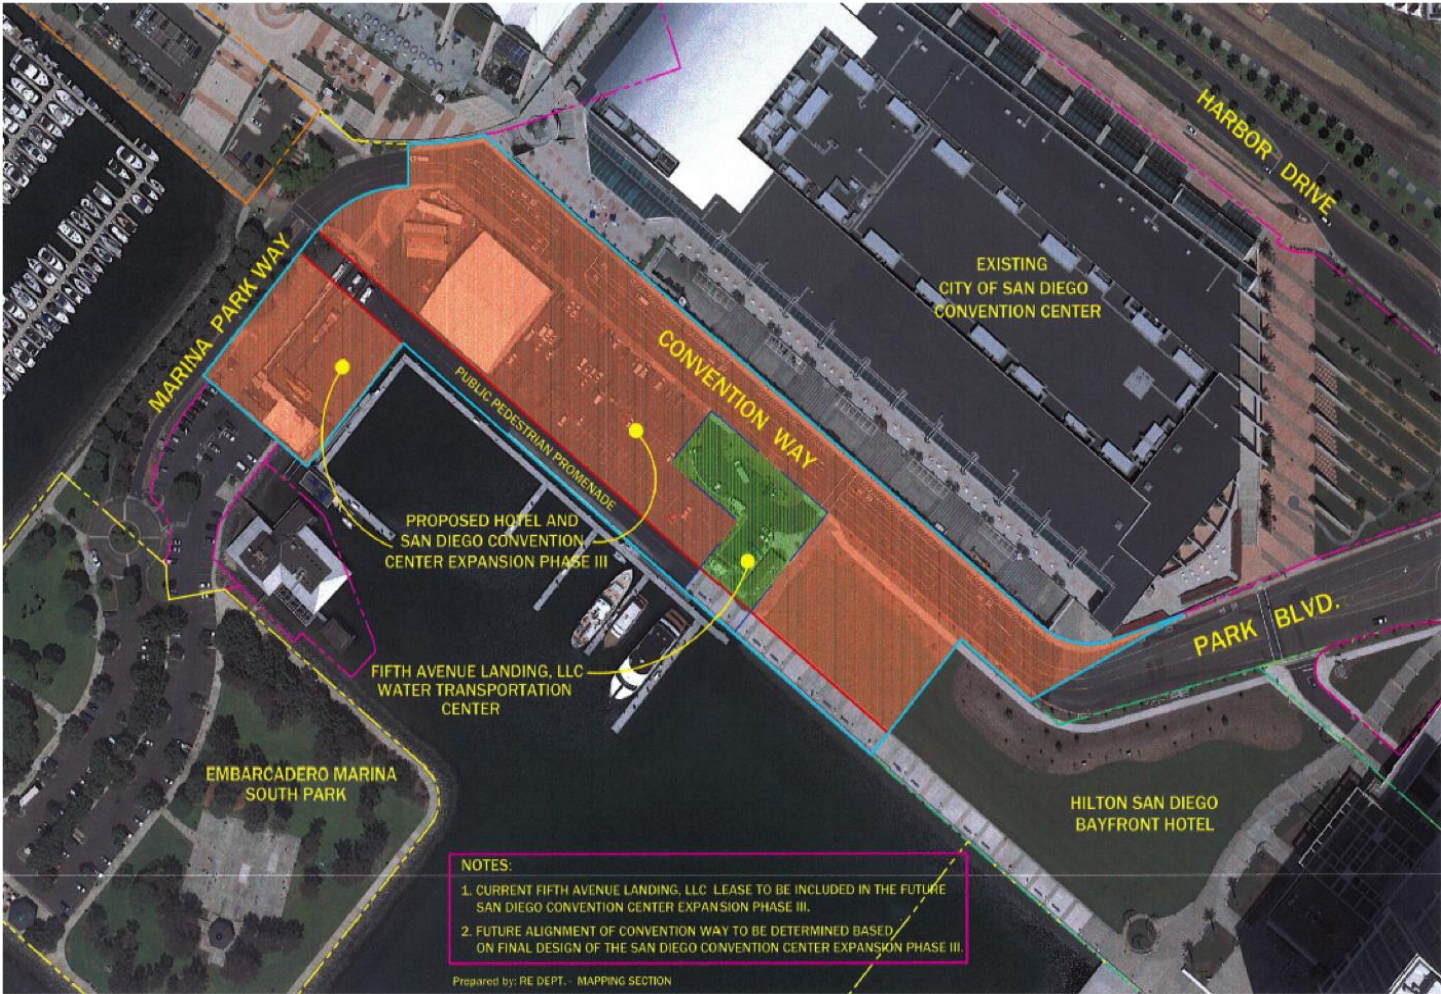 HARBOR DRIVE
EXISTING
CITY OF SAN DIEGO
CONVENTION CENTER
MARINA PARK WAY
CONVENTION WAY
PUBLIC PEDESTRIAN PROMENADE
PROPOSED HOTEL AND
SAN DIEGO CONVENTION
CENTER EXPANSION PHASE III
PARK BLVD.
FIFTH AVENUE LANDING, LLC
WATER TRANSPORTATION
CENTER
EMBARCADERO MARINA
SOUTH PARK
HILTON SAN DIEGO
BAYFRONT HOTEL
NOTES:
1. CURRENT FIFTH AVENUE LANDING, LLC LEASE TO BE INCLUDED IN THE FUTURE
SAN DIEGO CONVENTION CENTER EXPANSION PHASE III.
2. FUTURE ALIGNMENT OF CONVENTION WAY TO BE DETERMINED BASED
ON FINAL DESIGN OF THE SAN DIEGO CONVENTION CENTER EXPANSION PHASE III.
Prepared by: RE DEPT. - MAPPING SECTION